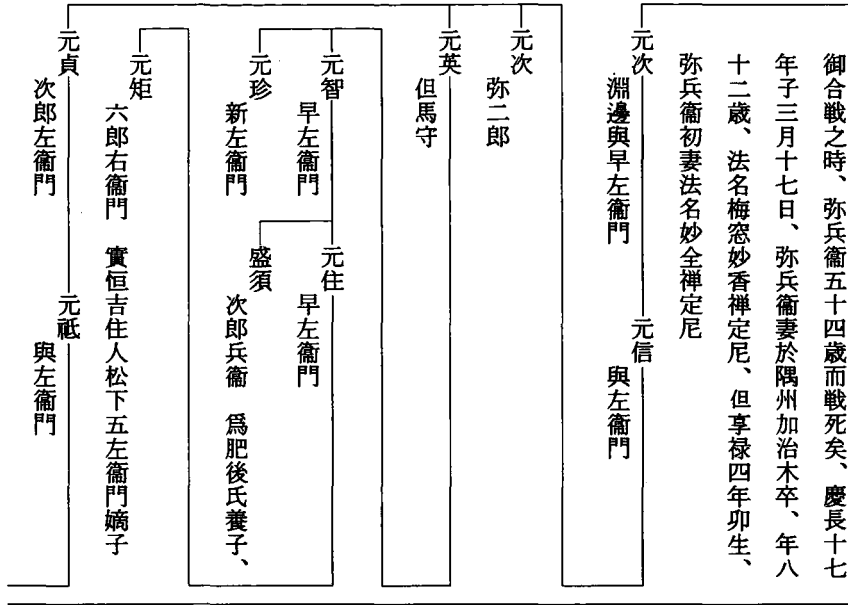 御合戦之時、弥兵衞五十四歳而戦死矣、慶長十七
年子三月十七日、弥兵衞妻於隅州加治木卒、年八
十二歳、法名梅窓妙香禅定尼、但享禄四年卯生、
弥兵衞初妻法名妙全禅定尼
元次
淵邊與早左衞門
元信
與左衞門
元次
弥二郎
元英
但馬守
元智
早左衞門
元住
早左衞門
盛須
次郎兵衞 爲肥後氏養子、
元珍
新左衞門
元矩
六郎右衞門 實恒吉住人松下五左衞門嫡子
元貞
次郎左衞門
元祗
與左衞門